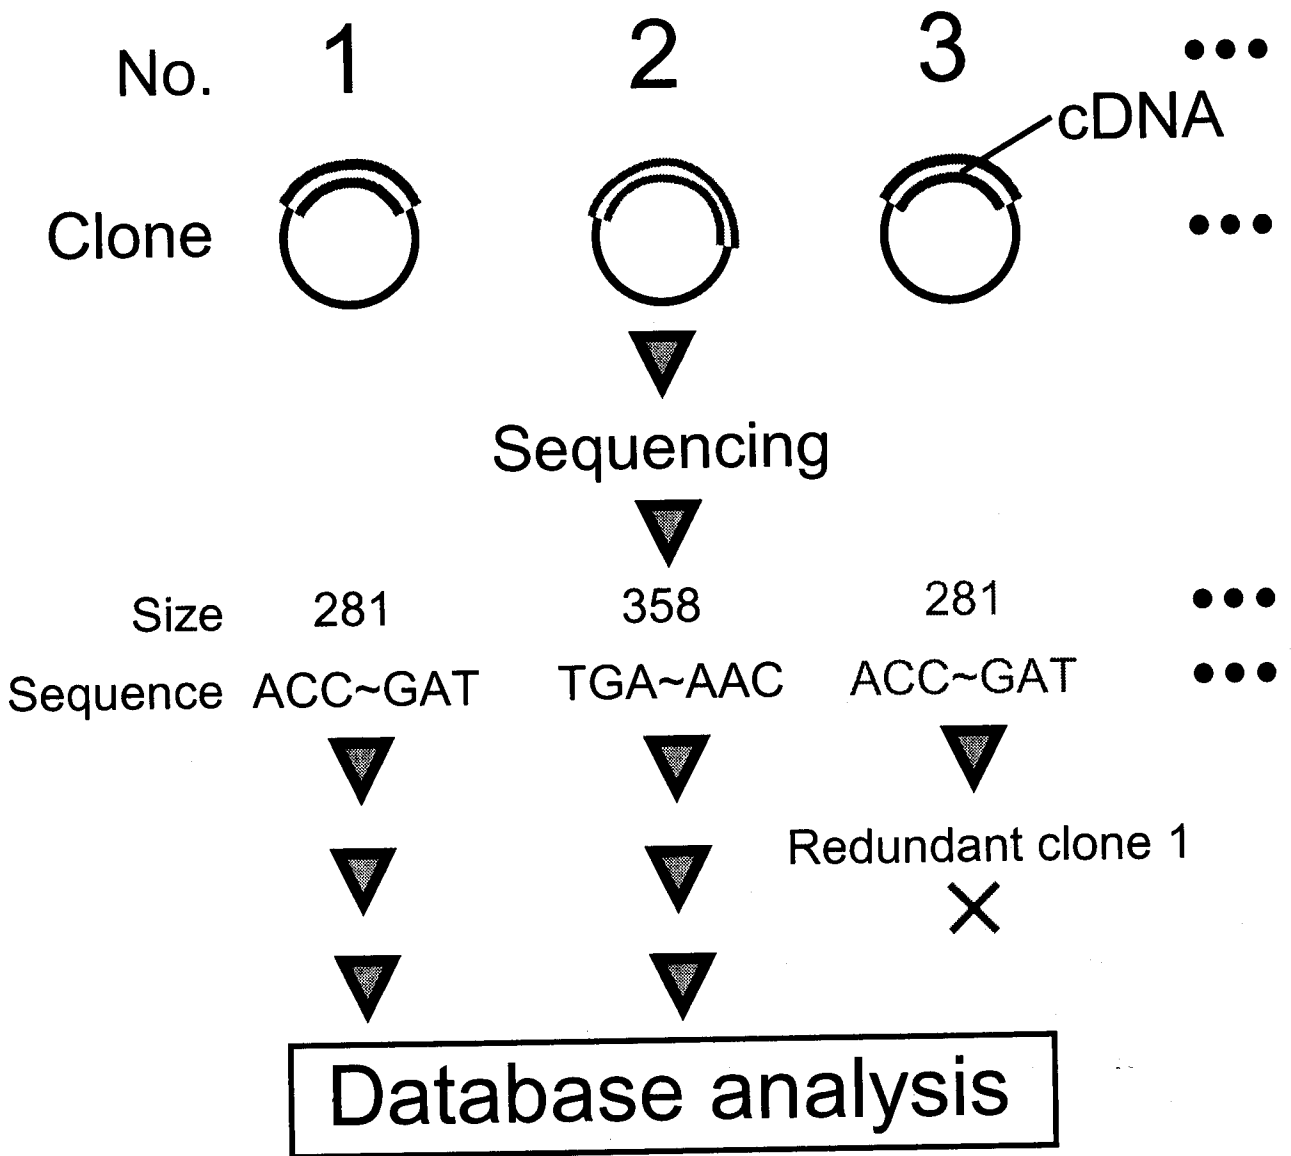 No. 1 2 3 •••
cDNA
Clone •••
Sequencing
Size 281 358 281 •••
Sequence ACC~GAT TGA~AAC ACC~GAT •••
Redundant clone 1
Database analysis